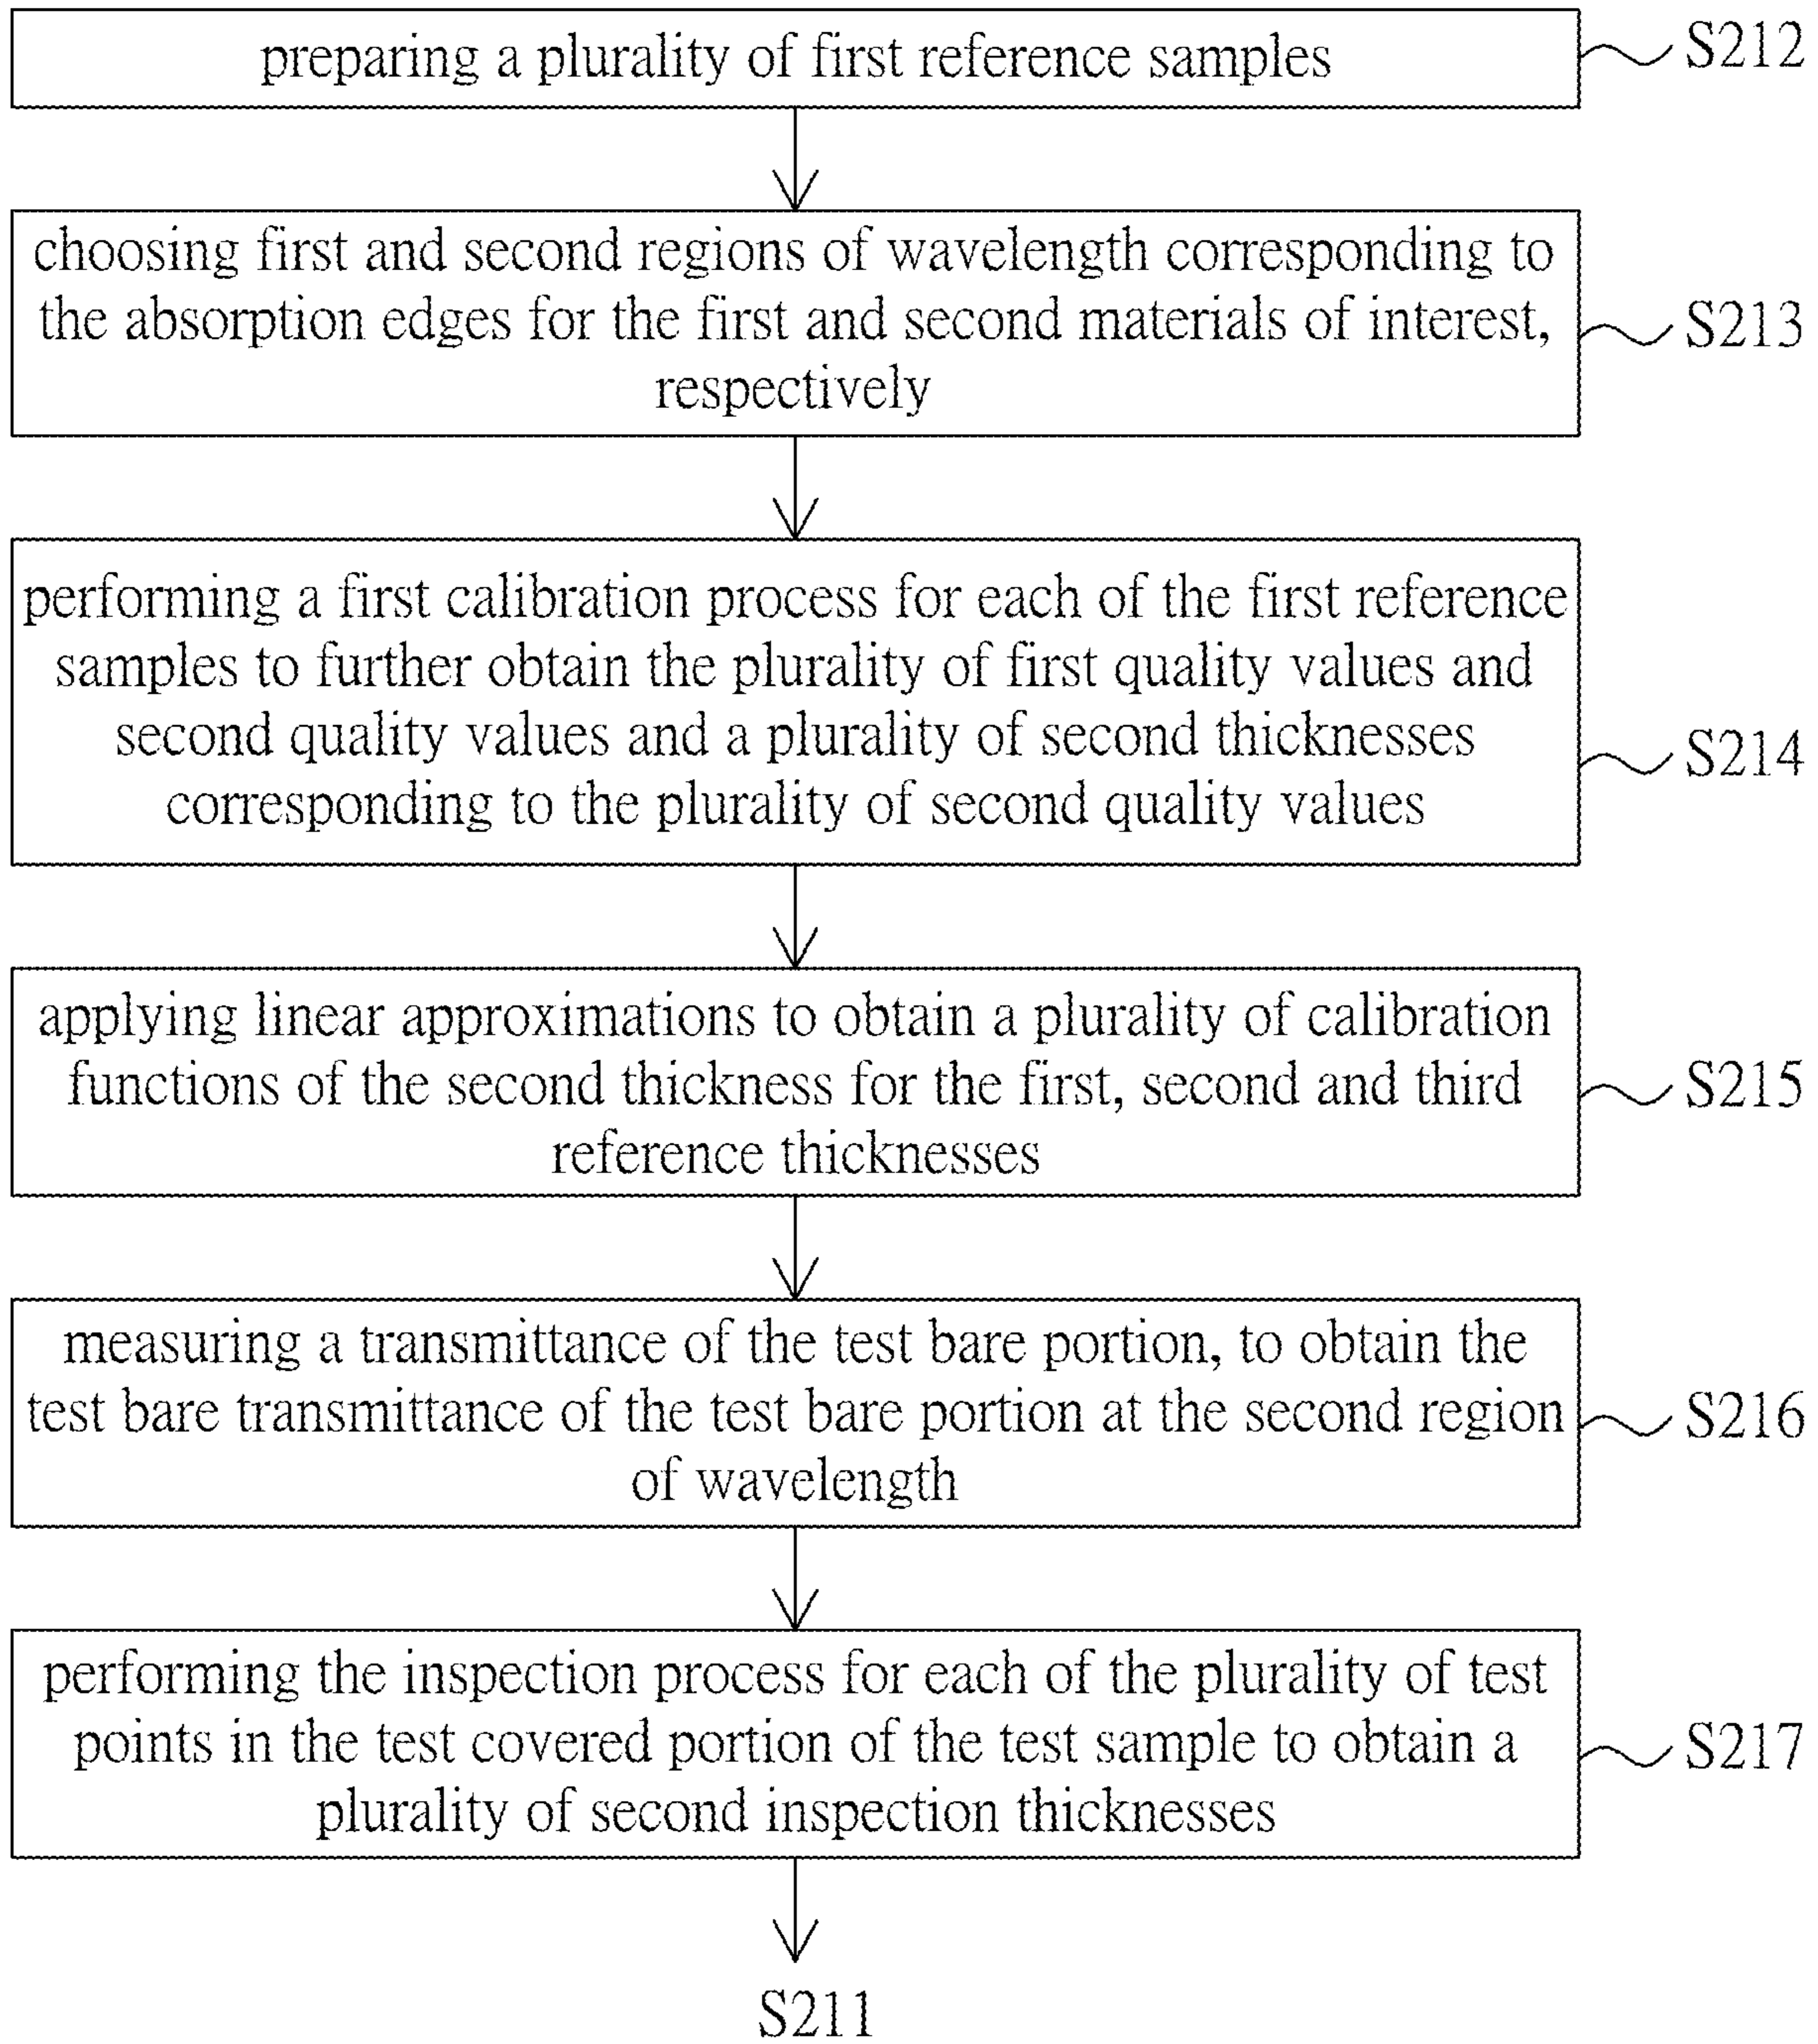 preparing a plurality of first reference samples
S212
choosing first and second regions of wavelength corresponding to
the absorption edges for the first and second materials of interest,
respectively
S213
performing a first calibration process for each of the first reference
samples to further obtain the plurality of first quality values and
second quality values and a plurality of second thicknesses
corresponding to the plurality of second quality values
S214
applying linear approximations to obtain a plurality of calibration
functions of the second thickness for the first, second and third
reference thicknesses
S215
measuring a transmittance of the test bare portion, to obtain the
test bare transmittance of the test bare portion at the second region
of wavelength
S216
performing the inspection process for each of the plurality of test
points in the test covered portion of the test sample to obtain a
plurality of second inspection thicknesses
S217
S211